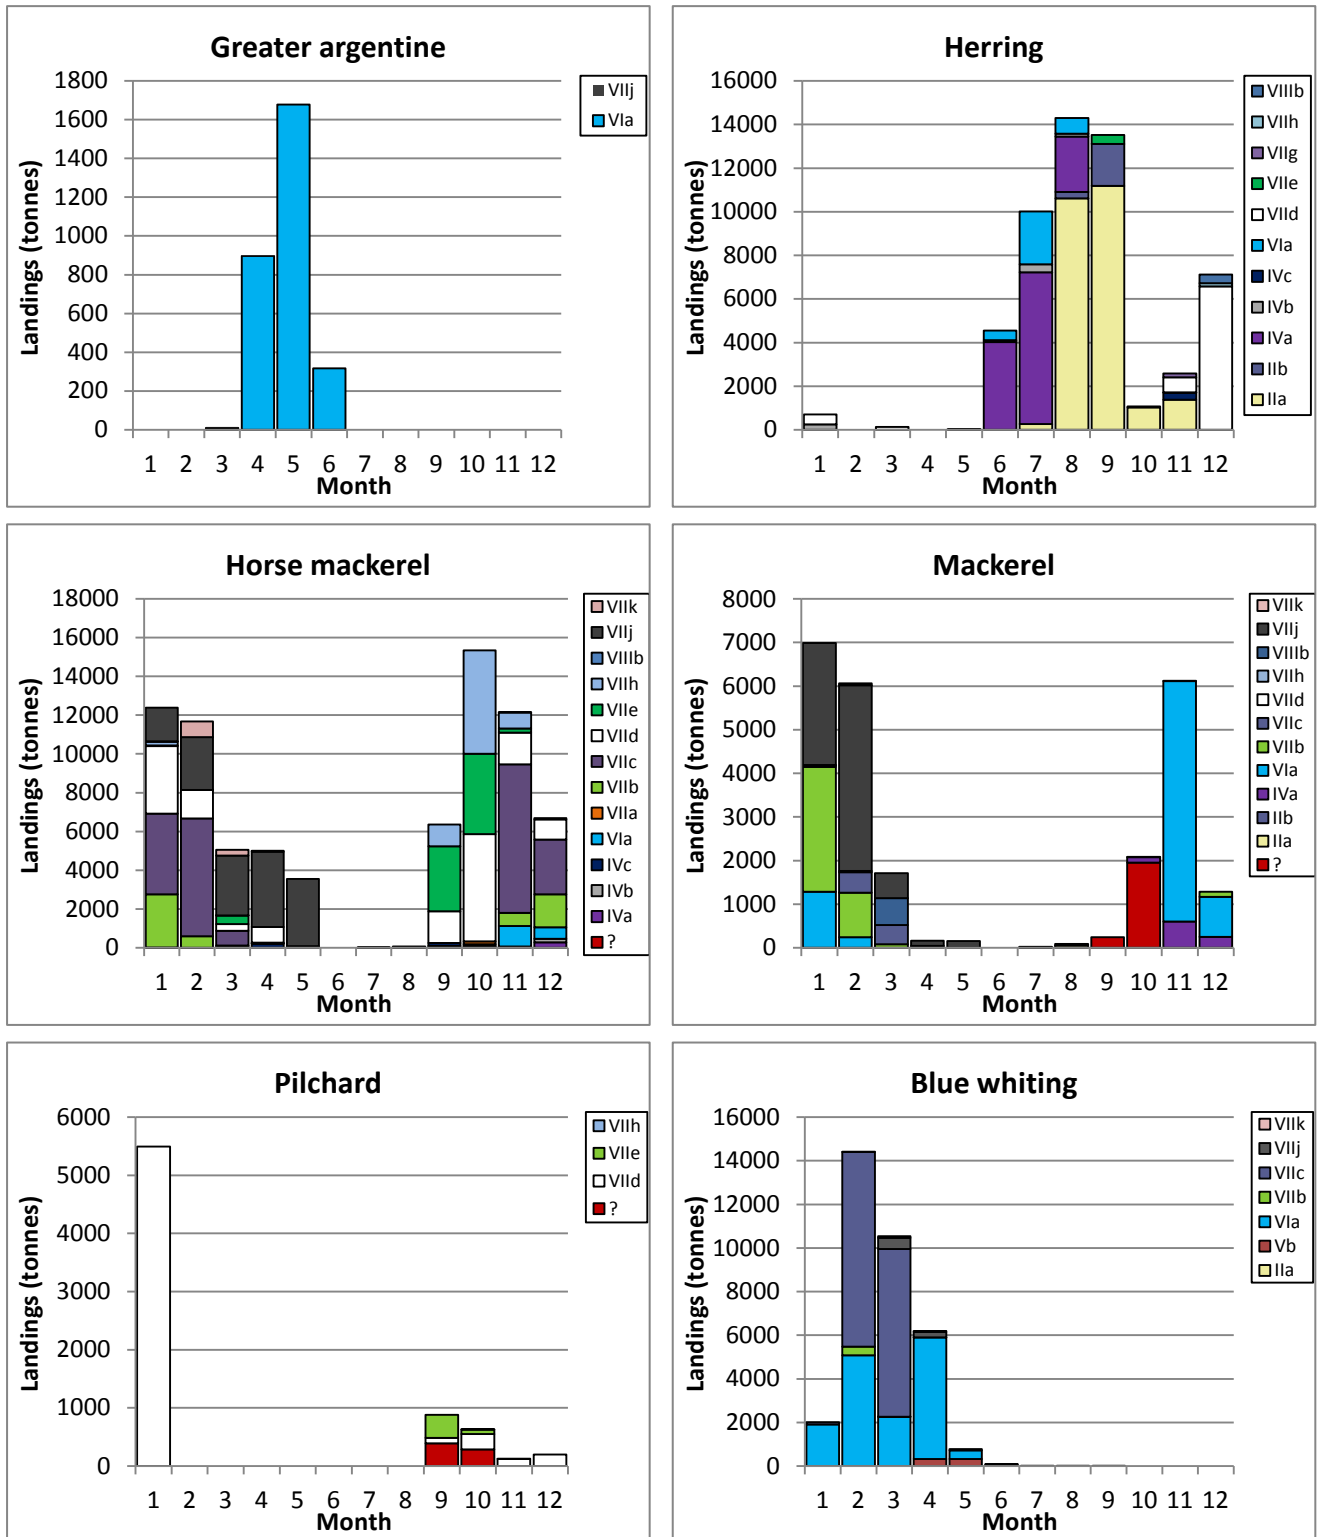 Greater argentine
Landings (tonnes)
1800
1600
1400
1200
1000
800
600
400
200
0
1 2 3 4 5 6 7 8 9 10 11 12
Month
VIIj
VIa
Herring
Landings (tonnes)
16000
14000
12000
10000
8000
6000
4000
2000
0
1 2 3 4 5 6 7 8 9 10 11 12
Month
VIIIb
VIIh
VIIg
VIIe
VIId
VIa
IVc
IVb
IVa
IIb
IIa
Horse mackerel
Landings (tonnes)
18000
16000
14000
12000
10000
8000
6000
4000
2000
0
1 2 3 4 5 6 7 8 9 10 11 12
Month
VIIk
VIIj
VIIIb
VIIh
VIIe
VIId
VIIc
VIIb
VIIa
VIa
IVc
IVb
IVa
?
Mackerel
Landings (tonnes)
8000
7000
6000
5000
4000
3000
2000
1000
0
1 2 3 4 5 6 7 8 9 10 11 12
Month
VIIk
VIIj
VIIIb
VIIh
VIId
VIIc
VIIb
VIa
IVa
IIb
IIa
?
Pilchard
Landings (tonnes)
6000
5000
4000
3000
2000
1000
0
1 2 3 4 5 6 7 8 9 10 11 12
Month
VIIh
VIIe
VIId
?
Blue whiting
Landings (tonnes)
16000
14000
12000
10000
8000
6000
4000
2000
0
1 2 3 4 5 6 7 8 9 10 11 12
Month
VIIk
VIIj
VIIc
VIIb
VIa
Vb
IIa